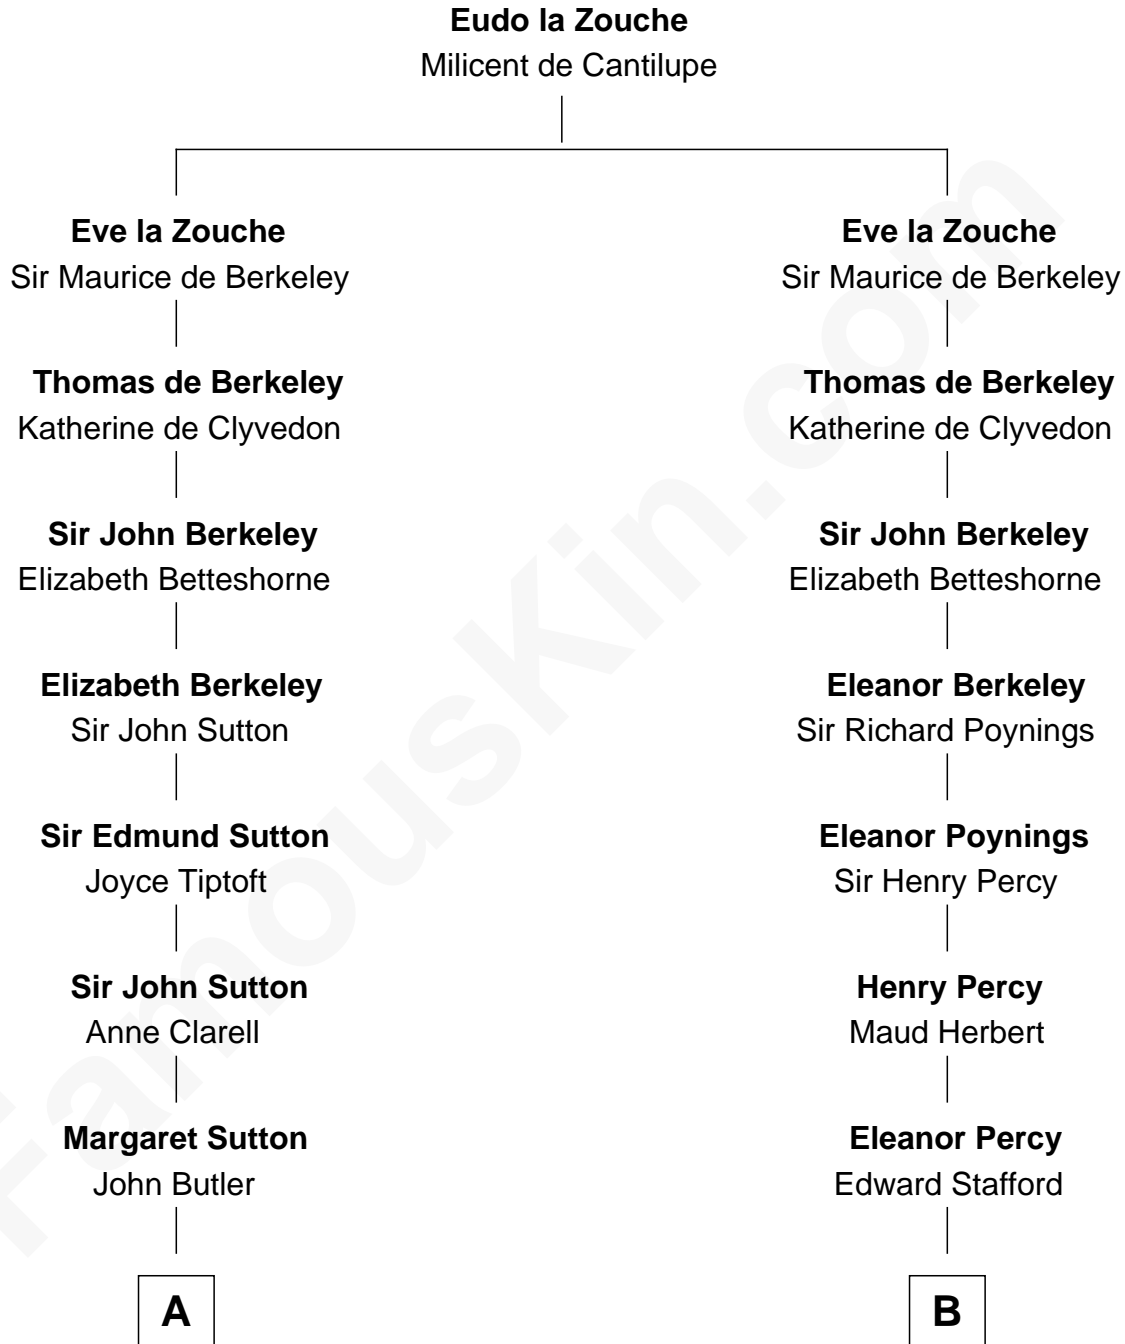 Eudo la Zouche
Milicent de Cantilupe
Eve la Zouche
Sir Maurice de Berkeley
Thomas de Berkeley
Katherine de Clyvedon
Sir John Berkeley
Elizabeth Betteshorne
Elizabeth Berkeley
Sir John Sutton
Sir Edmund Sutton
Joyce Tiptoft
Sir John Sutton
Anne Clarell
Margaret Sutton
John Butler
A
Eve la Zouche
Sir Maurice de Berkeley
Thomas de Berkeley
Katherine de Clyvedon
Sir John Berkeley
Elizabeth Betteshorne
Eleanor Berkeley
Sir Richard Poynings
Eleanor Poynings
Sir Henry Percy
Henry Percy
Maud Herbert
Eleanor Percy
Edward Stafford
B
FamousKin.com